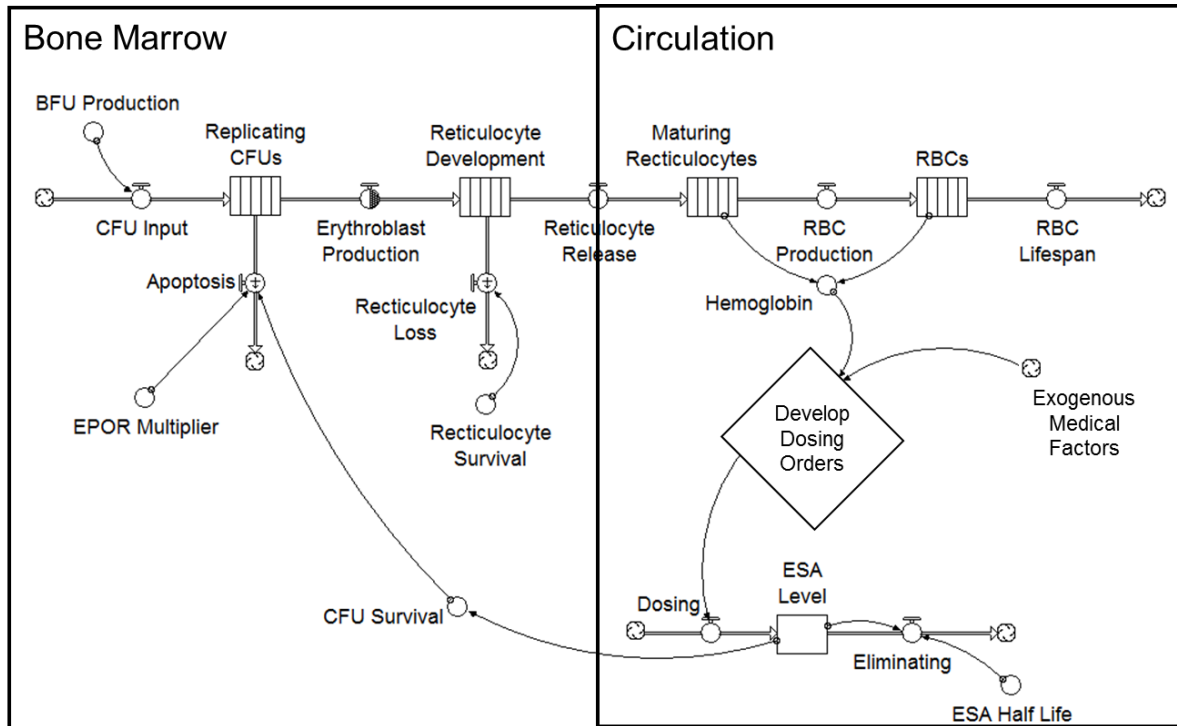 Bone Marrow
Circulation
BFU Production
Replicating
CFUs
Reticulocyte
Development
Maturing
Recticulocytes
RBCs
CFU Input
Erythroblast
Production
Reticulocyte
Release
RBC
Production
RBC
Lifespan
Apoptosis
Recticulocyte
Loss
Hemoglobin
EPOR Multiplier
Recticulocyte
Survival
Develop
Dosing
Orders
Exogenous
Medical
Factors
CFU Survival
Dosing
ESA
Level
Eliminating
ESA Half Life